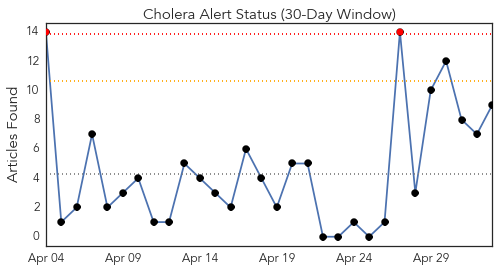 Cholera Alert Status (30-Day Window)
Articles Found
14
12
10
8
6
4
2
0
Apr 04
Apr 09
Apr 14
Apr 19
Apr 24
Apr 29